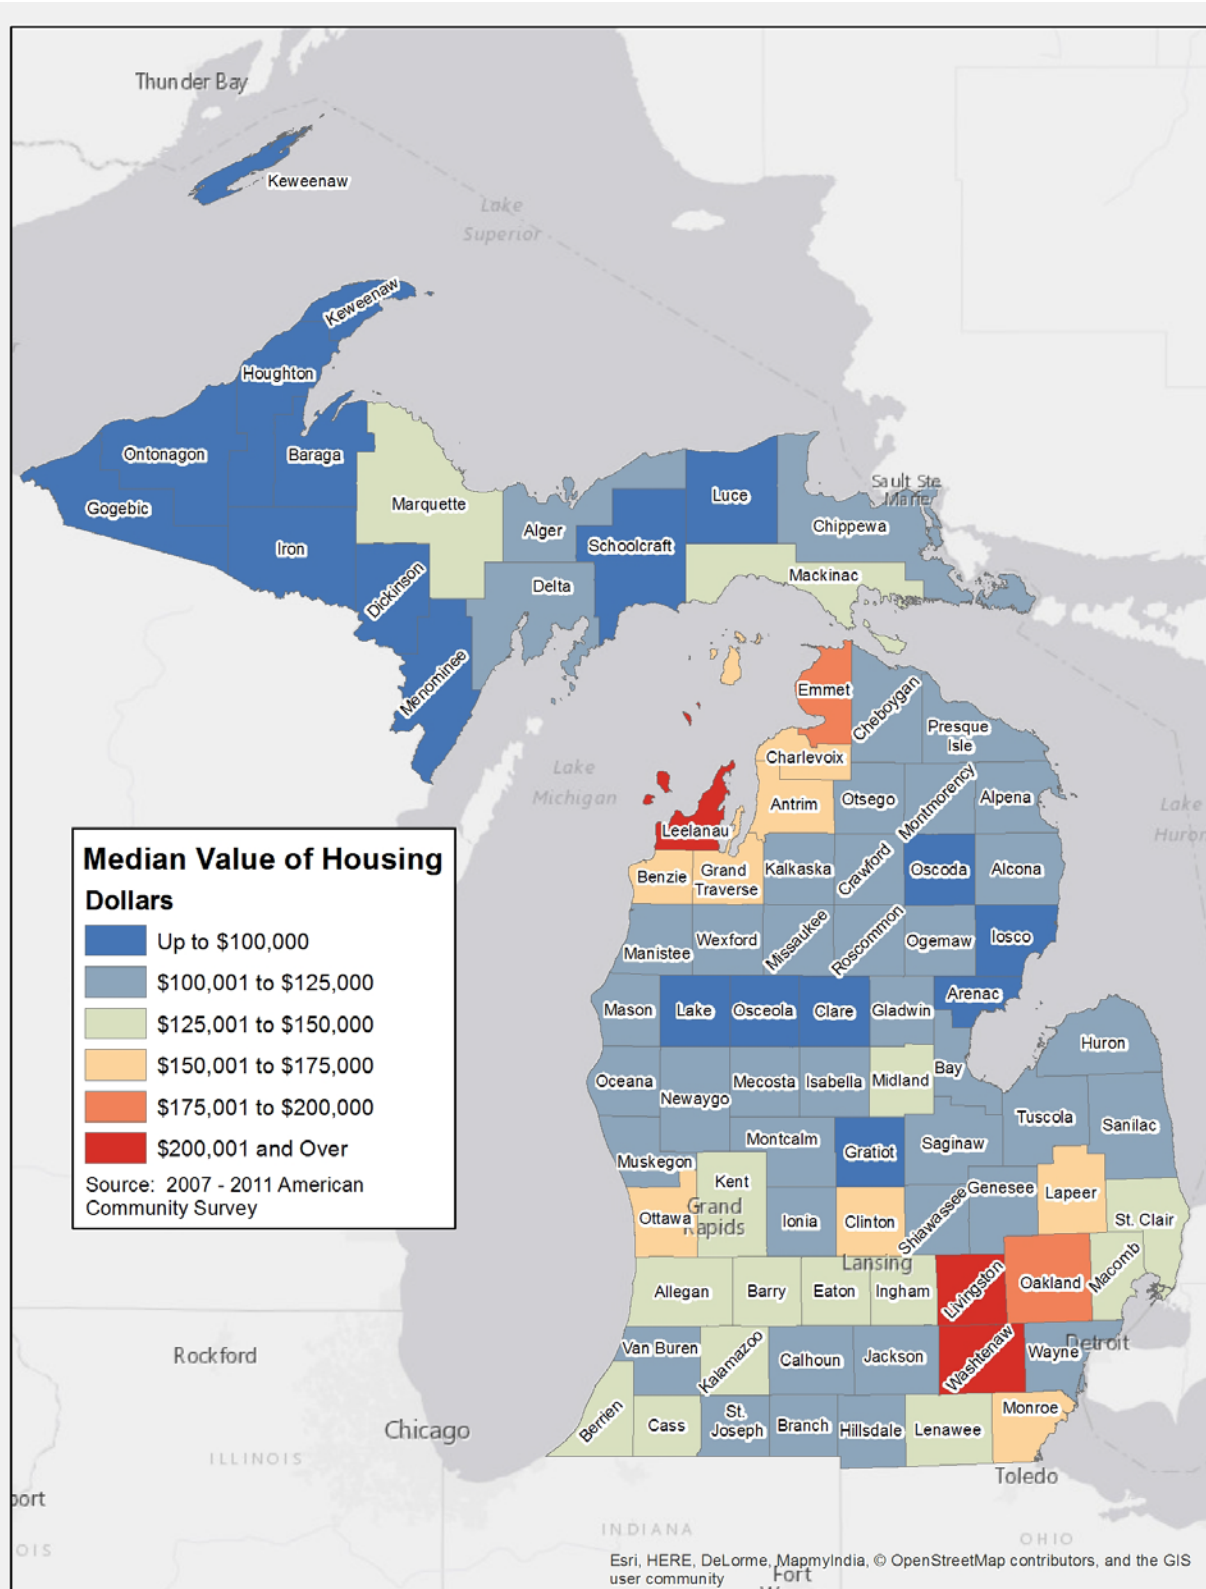 Thunder Bay
Keweenaw
Lake
Superior
Keweenaw
Houghton
Ontonagon
Baraga
Gogebic
Marquette
Iron
Dickinson
Menominee
Alger
Schoolcraft
Luce
Delta
Sault Ste
Marie
Chippewa
Mackinac
Emmet
Cheboygan
Presque
Isle
Charlevoix
Lake
Michigan
Antrim
Otsego
Montmorency
Alpena
Lake
Huron
Leelanau
Benzie
Grand
Traverse
Kalkaska
Crawford
Oscoda
Alcona
Manistee
Wexford
Missaukee
Roscommon
Ogemaw
Iosco
Mason
Lake
Osceola
Clare
Gladwin
Arenac
Huron
Oceana
Newaygo
Mecosta
Isabella
Midland
Bay
Tuscola
Sanilac
Montcalm
Gratiot
Saginaw
Muskegon
Kent
Grand
Rapids
Ottawa
Ionia
Clinton
Shiawassee
Genesee
Lapeer
St. Clair
Lansing
Allegan
Barry
Eaton
Ingham
Livingston
Oakland
Macomb
Van Buren
Kalamazoo
Calhoun
Jackson
Washtenaw
Wayne
Detroit
Berrien
Cass
St.
Joseph
Branch
Hillsdale
Lenawee
Monroe
Toledo
Median Value of Housing
Dollars
Up to $100,000
$100,001 to $125,000
$125,001 to $150,000
$150,001 to $175,000
$175,001 to $200,000
$200,001 and Over
Source: 2007 - 2011 American
Community Survey
Rockford
Chicago
ILLINOIS
port
OIS
INDIANA
OHIO
Esri, HERE, DeLorme, MapmyIndia, © OpenStreetMap contributors, and the GIS
user community
Fort